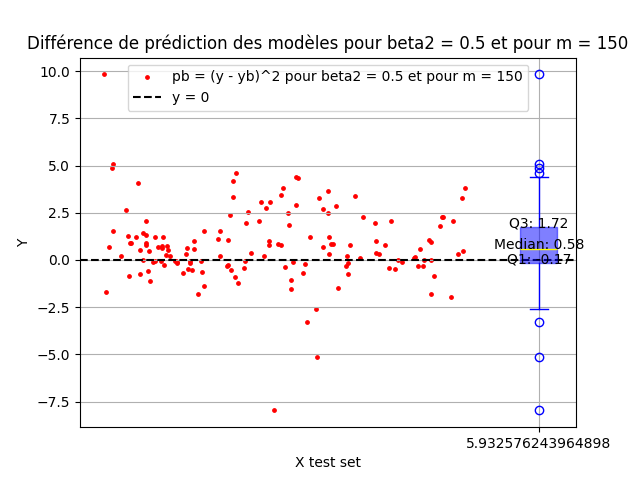 Différence de prédiction des modèles pour beta2 = 0.5 et pour m = 150
pb = (y - yb)^2 pour beta2 = 0.5 et pour m = 150
y = 0
Y
10.0
7.5
5.0
2.5
0.0
−2.5
−5.0
−7.5
Q3: 1.72
Median: 0.58
Q1: -0.17
5.932576243964898
X test set